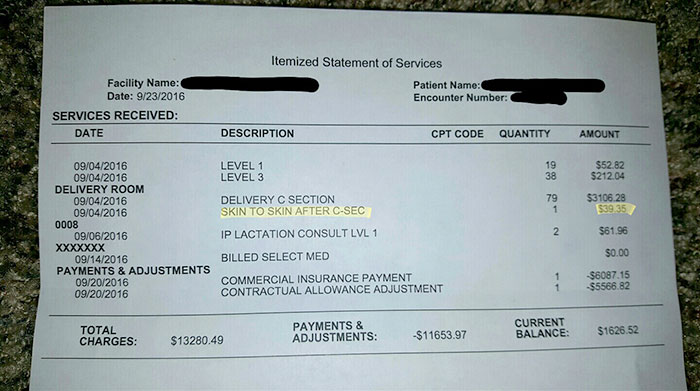 Itemized Statement of Services
Facility Name:
Patient Name:
Date: 9/23/2016
Encounter Number:
SERVICES RECEIVED:
DATE DESCRIPTION CPT CODE QUANTITY AMOUNT
09/04/2016 LEVEL 1 19 $52.82
09/04/2016 LEVEL 3 38 $212.04
DELIVERY ROOM
09/04/2016 DELIVERY C SECTION 79 $3106.28
09/04/2016 SKIN TO SKIN AFTER C-SEC 1 $39.35
0008
09/06/2016 IP LACTATION CONSULT LVL 1 2 $61.96
XXXXXXX
09/14/2016 BILLED SELECT MED $0.00
PAYMENTS & ADJUSTMENTS
09/20/2016 COMMERCIAL INSURANCE PAYMENT 1 -$6087.15
09/20/2016 CONTRACTUAL ALLOWANCE ADJUSTMENT 1 -$5566.82
TOTAL CHARGES: $13280.49 PAYMENTS & ADJUSTMENTS: -$11653.97 CURRENT BALANCE: $1626.52